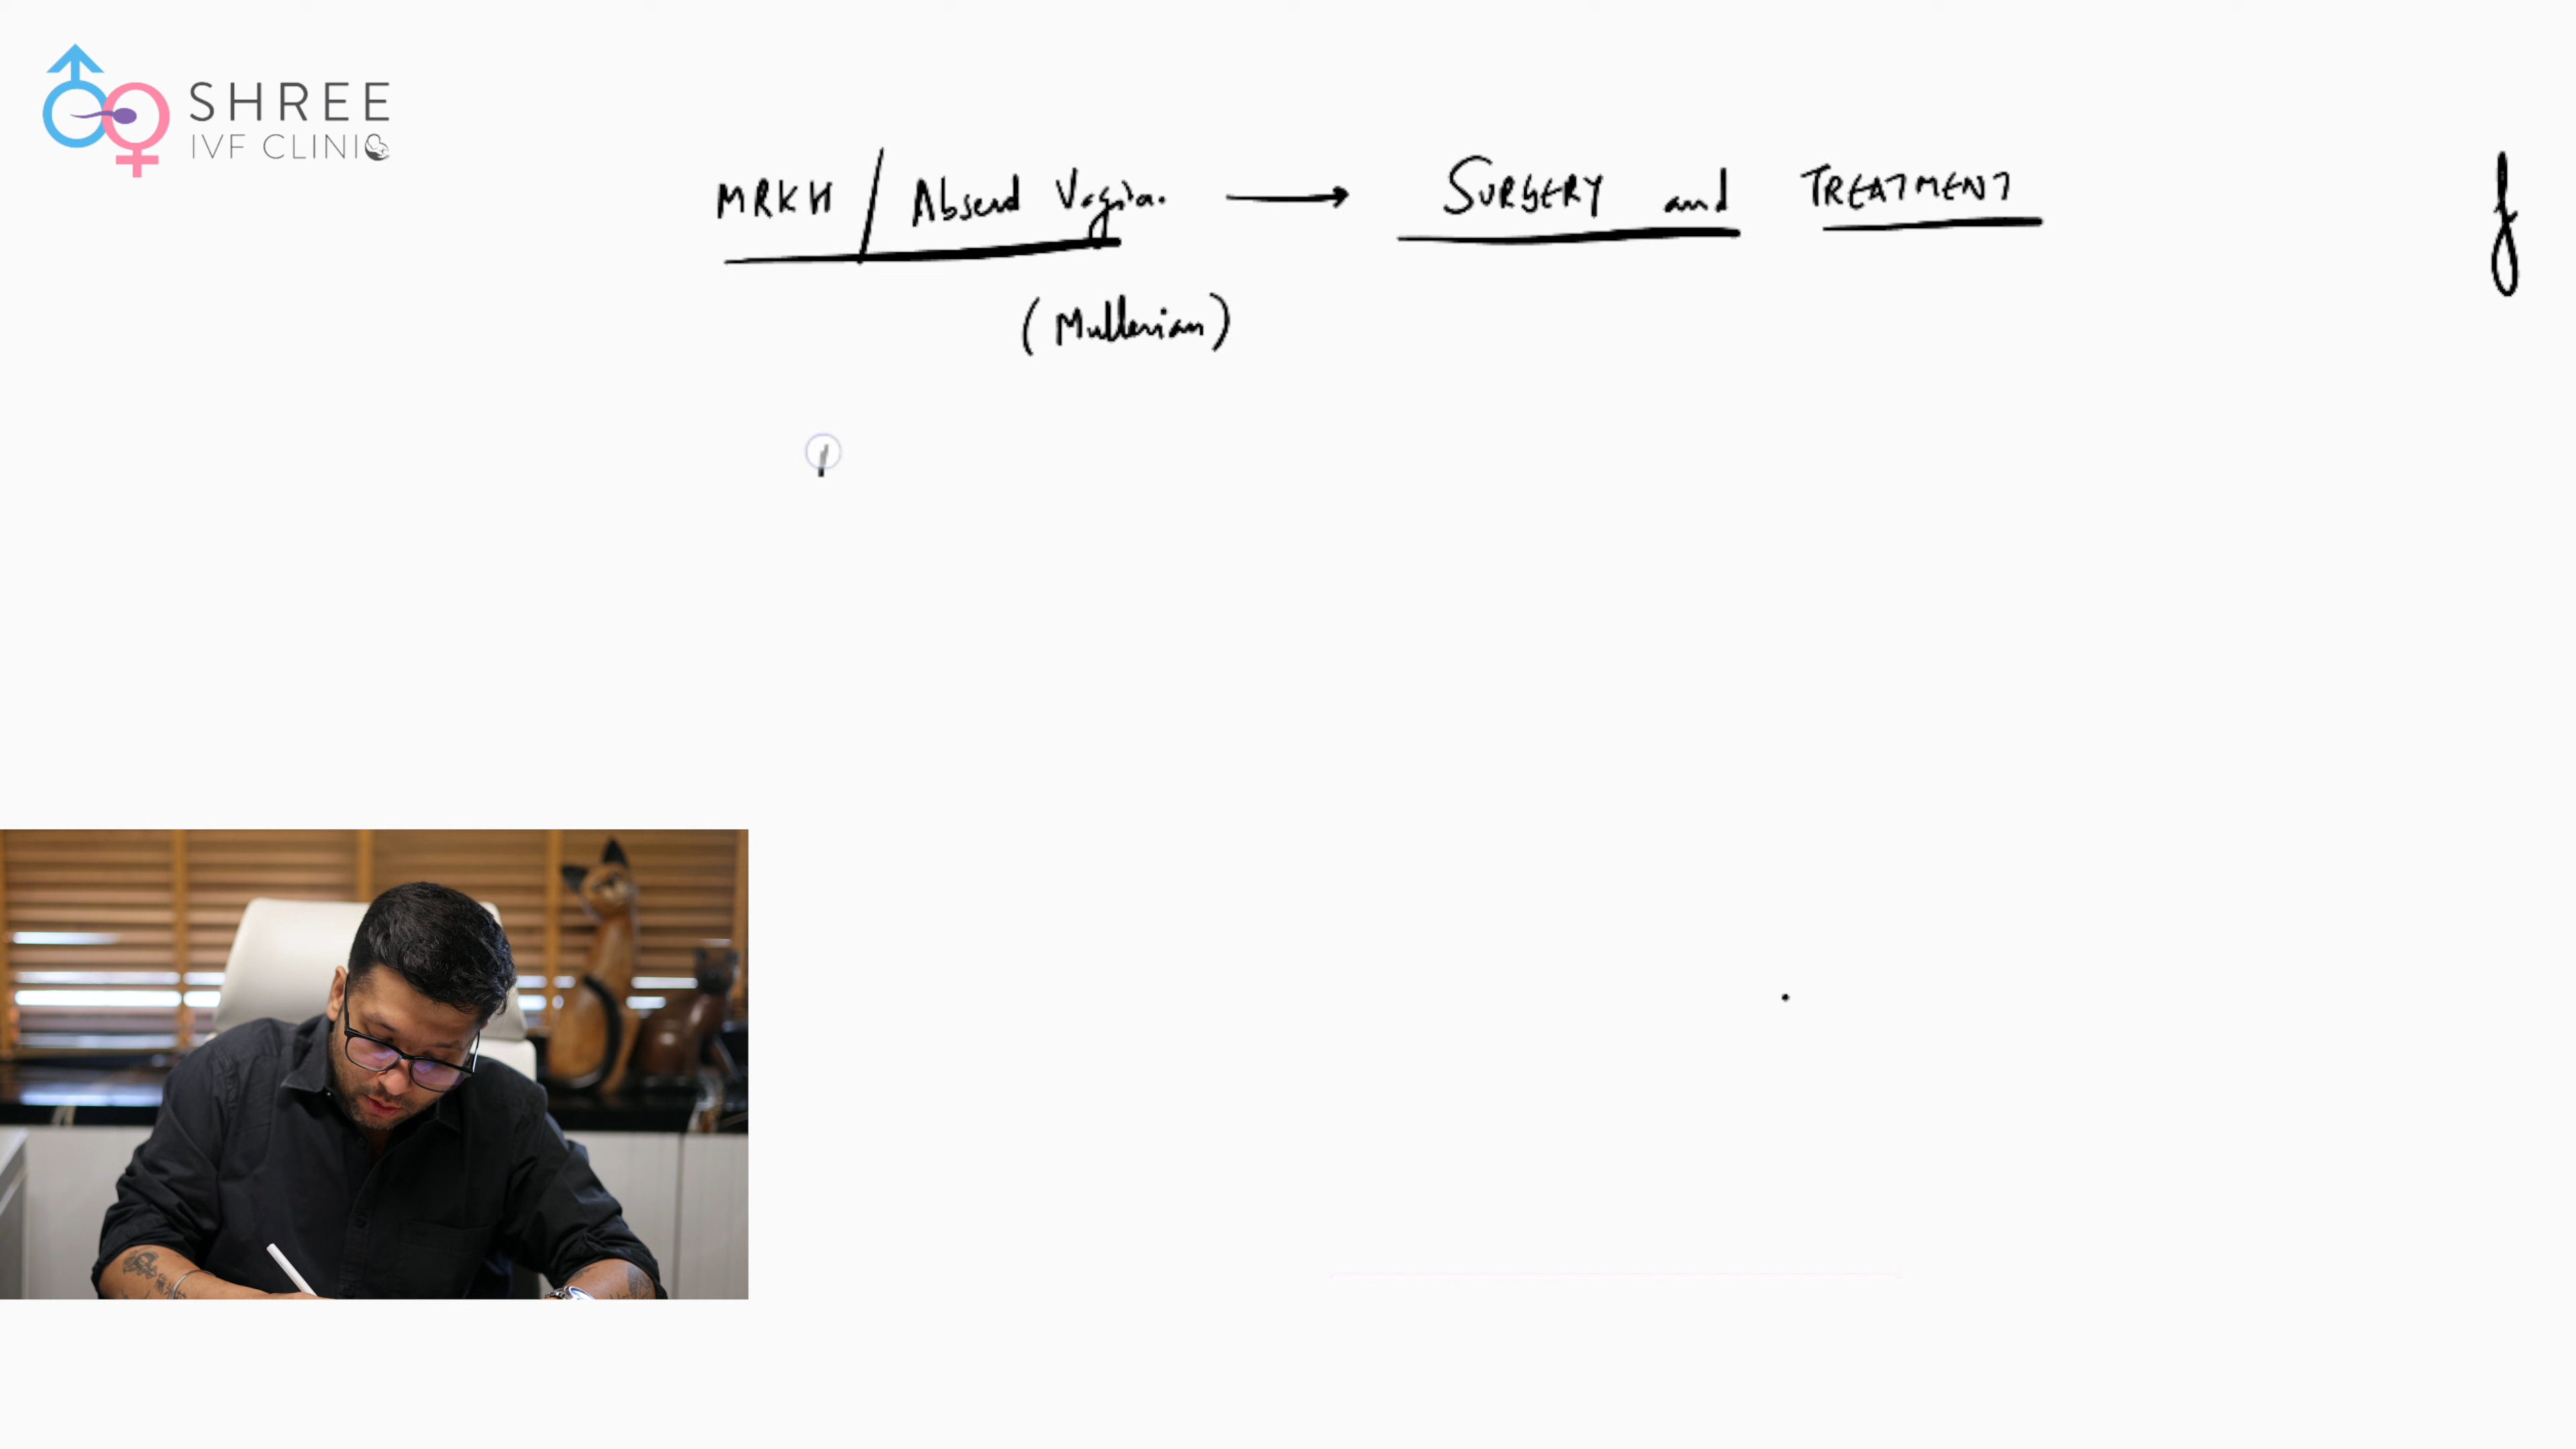 SHREE
IVF CLINIC
MRKH / Absent Vagina. → SURGERY and TREATMENT
(Mullerian)